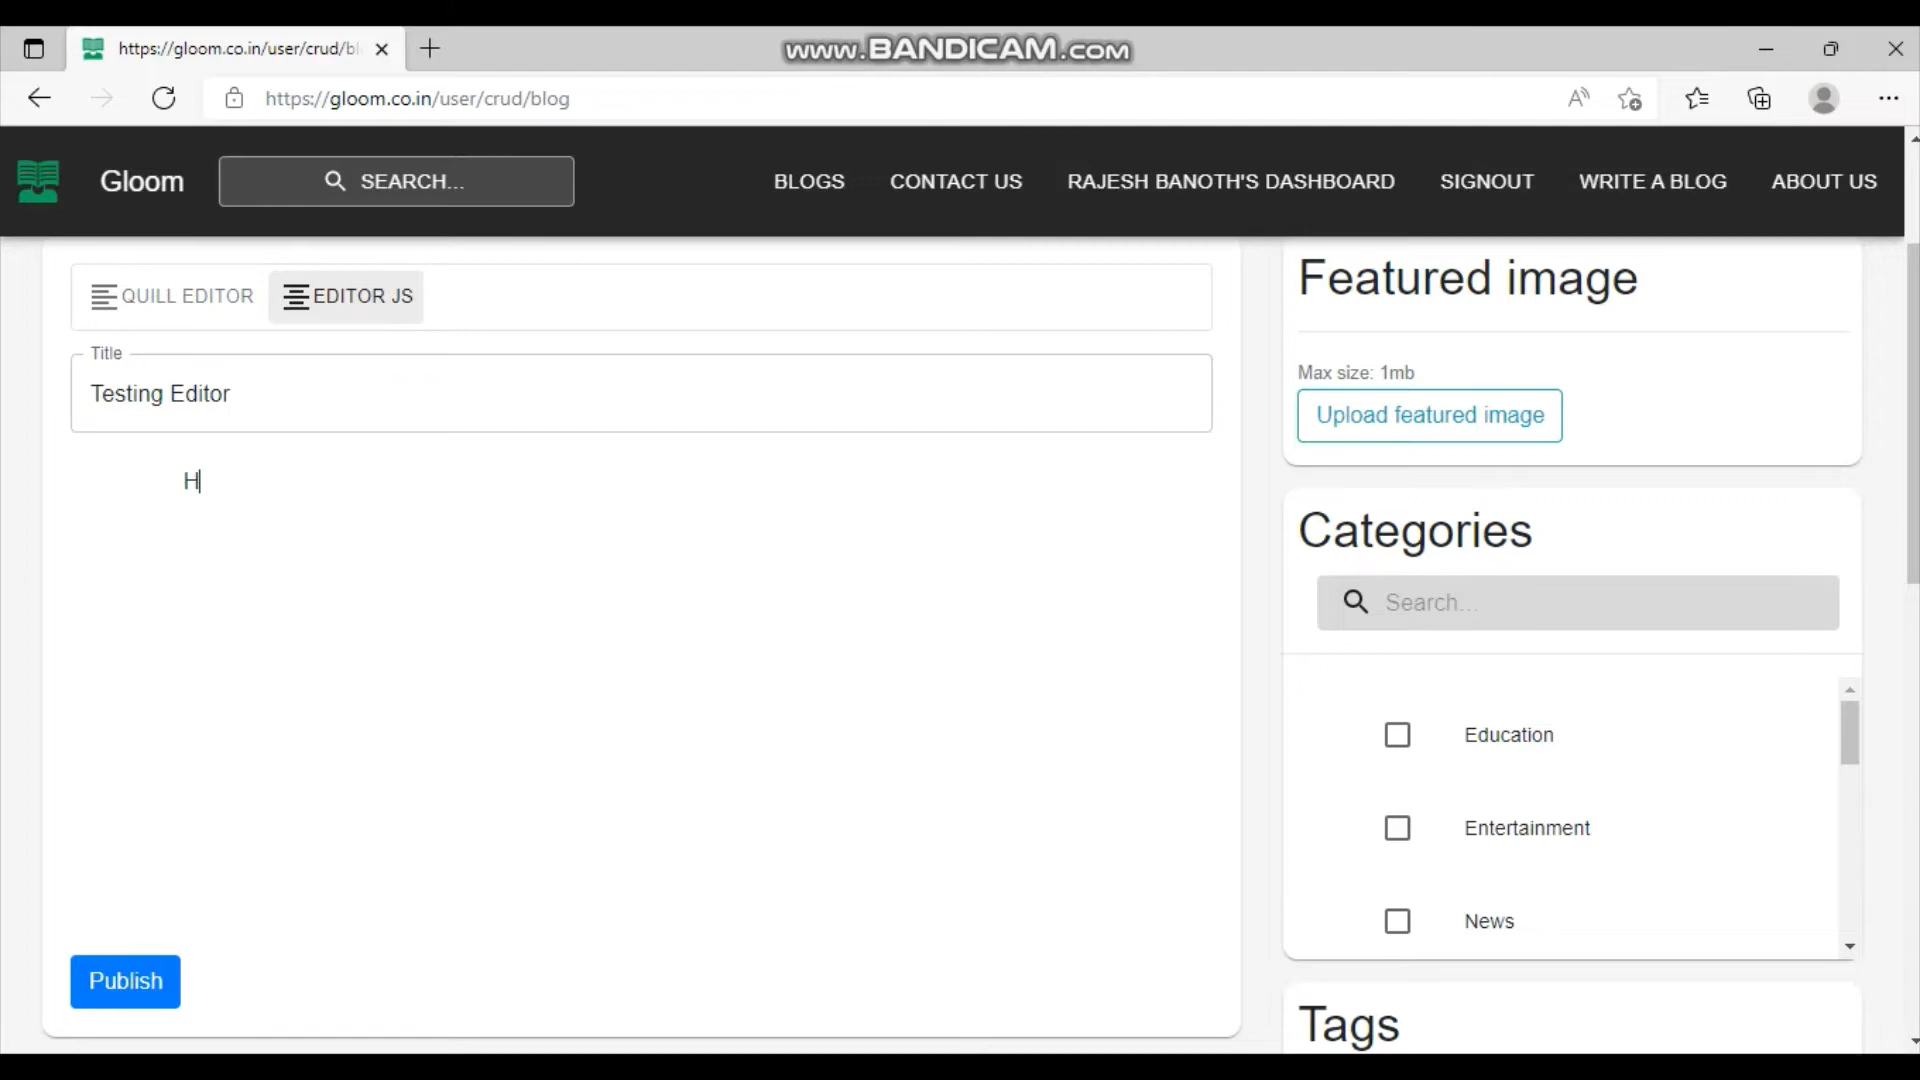 https://gloom.co.in/user/crud/bl
www.BANDICAM.com
https://gloom.co.in/user/crud/blog
Gloom
SEARCH...
BLOGS
CONTACT US
RAJESH BANOTH'S DASHBOARD
SIGNOUT
WRITE A BLOG
ABOUT US
QUILL EDITOR
EDITOR JS
Title
Testing Editor
H
Publish
Featured image
Max size: 1mb
Upload featured image
Categories
Search...
Education
Entertainment
News
Tags